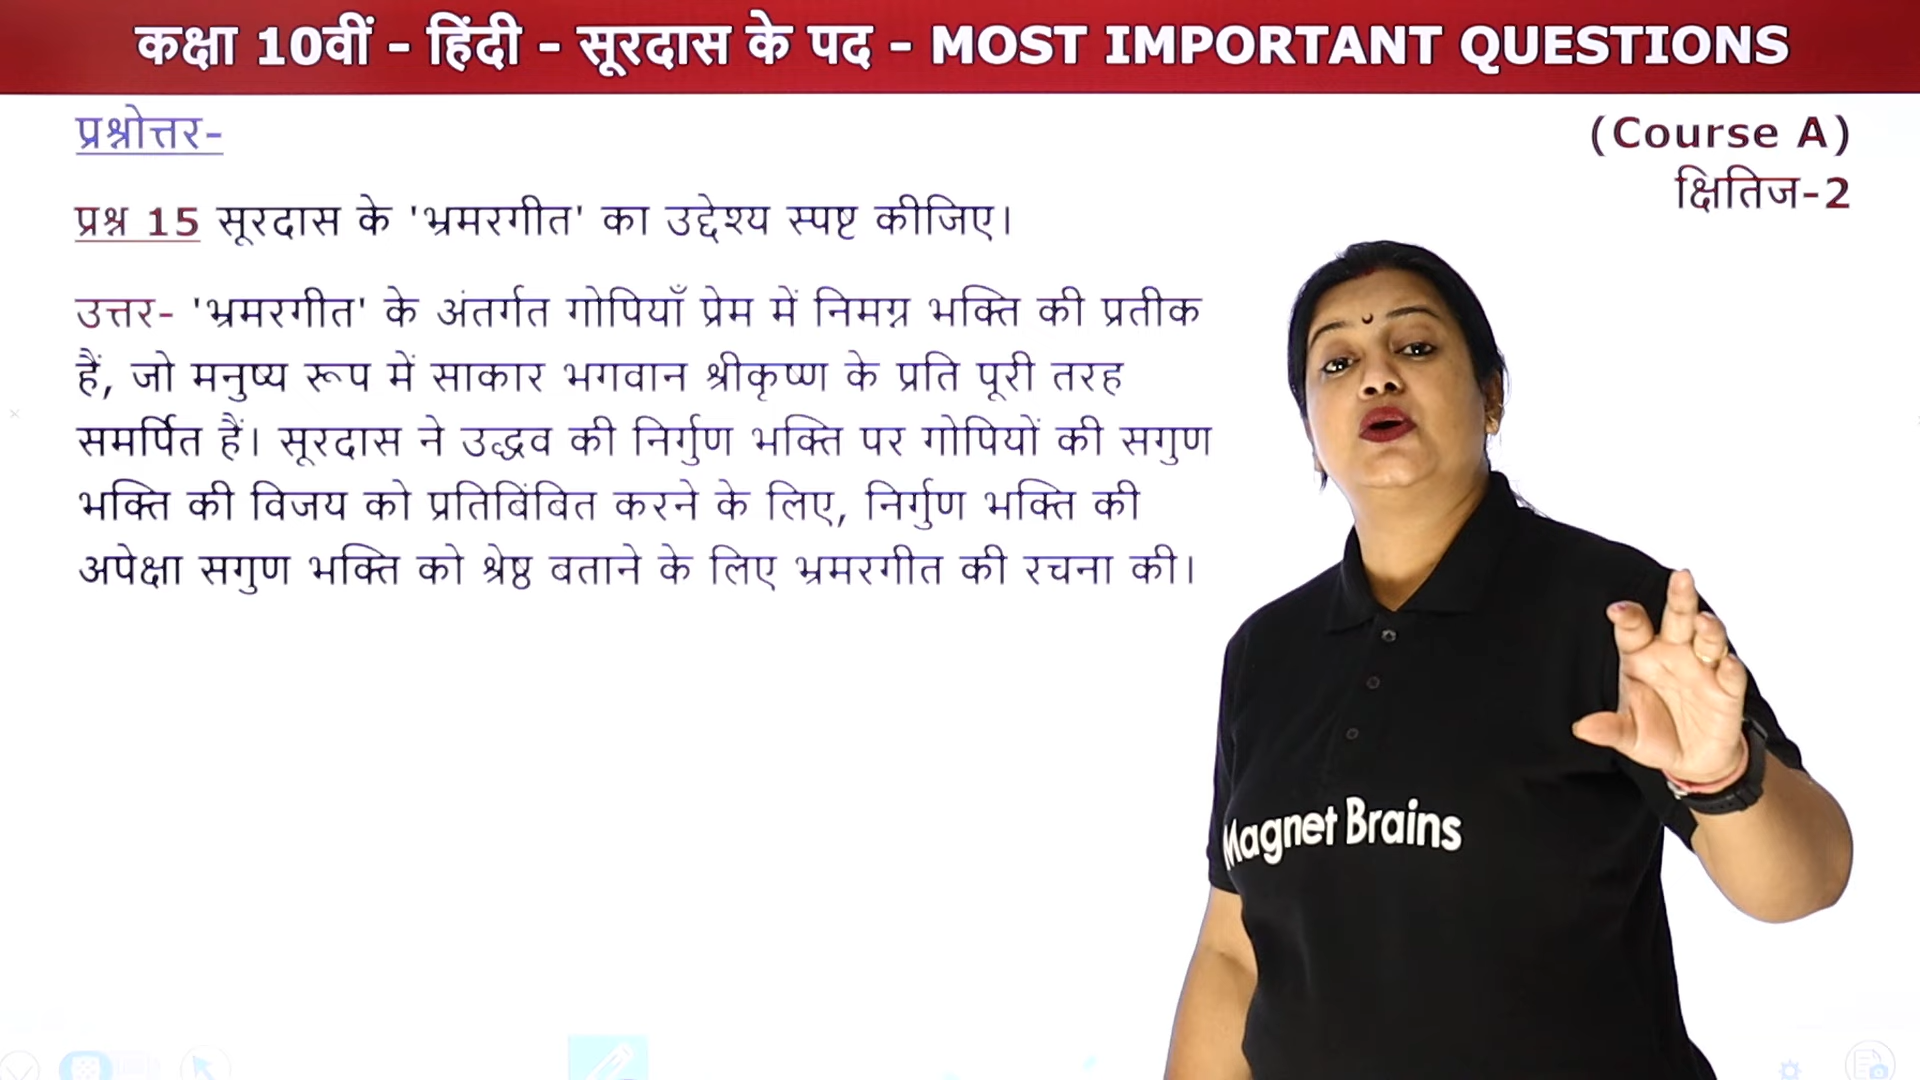 कक्षा 10वीं - हिंदी - सूरदास के पद - MOST IMPORTANT QUESTIONS
प्रश्नोत्तर-
(Course A)
क्षितिज-2
प्रश्न 15 सूरदास के 'भ्रमरगीत' का उद्देश्य स्पष्ट कीजिए।
उत्तर- 'भ्रमरगीत' के अंतर्गत गोपियाँ प्रेम में निमग्न भक्ति की प्रतीक
हैं, जो मनुष्य रूप में साकार भगवान श्रीकृष्ण के प्रति पूरी तरह
समर्पित हैं। सूरदास ने उद्धव की निर्गुण भक्ति पर गोपियों की सगुण
भक्ति की विजय को प्रतिबिंबित करने के लिए, निर्गुण भक्ति की
अपेक्षा सगुण भक्ति को श्रेष्ठ बताने के लिए भ्रमरगीत की रचना की।
Magnet Brains